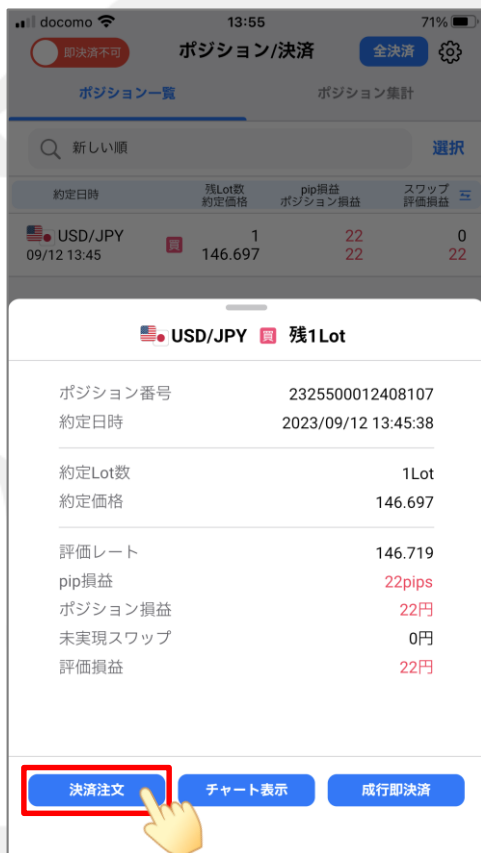 docomo 13:55 71%
即決済不可 ポジション/決済 全決済
ポジション一覧 ポジション集計
新しい順 選択
約定日時 残Lot数 pip損益 スワップ
約定価格 ポジション損益 評価損益
USD/JPY 買 1 22 0
09/12 13:45 146.697 22 22
USD/JPY 買 残1Lot
ポジション番号 2325500012408107
約定日時 2023/09/12 13:45:38
約定Lot数 1Lot
約定価格 146.697
評価レート 146.719
pip損益 22pips
ポジション損益 22円
未実現スワップ 0円
評価損益 22円
決済注文 チャート表示 成行即決済